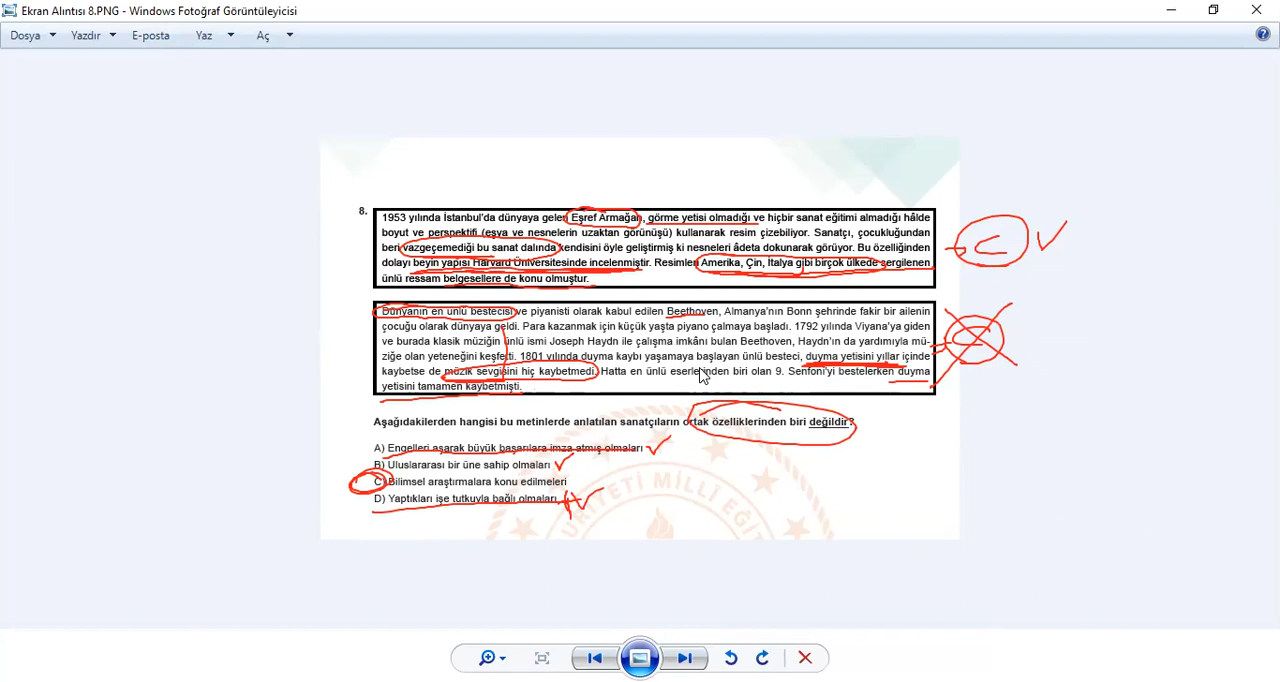 Ekran Alıntısı 8.PNG - Windows Fotoğraf Görüntüleyicisi
Dosya Yazdır E-posta Yaz Aç
8.
1953 yılında İstanbul'da dünyaya gelen Eşref Armağan, görme yetisi olmadığı ve hiçbir sanat eğitimi almadığı hâlde
boyut ve perspektifi (eşya ve nesnelerin uzaktan görünüşü) kullanarak resim çizebiliyor. Sanatçı, çocukluğundan
beri vazgeçemediği bu sanat dalında kendisini öyle geliştirmiş ki nesneleri âdeta dokunarak görüyor. Bu özelliğinden
dolayı beyin yapısı Harvard Üniversitesinde incelenmiştir. Resimleri Amerika, Çin, İtalya gibi birçok ülkede sergilenen
ünlü ressam belgesellere de konu olmuştur.
C
Dünyanın en ünlü bestecisi ve piyanisti olarak kabul edilen Beethoven, Almanya'nın Bonn şehrinde fakir bir ailenin
çocuğu olarak dünyaya geldi. Para kazanmak için küçük yaşta piyano çalmaya başladı. 1792 yılında Viyana'ya giden
ve burada klasik müziğin ünlü ismi Joseph Haydn ile çalışma imkânı bulan Beethoven, Haydn'ın da yardımıyla mü-
ziğe olan yeteneğini keşfetti. 1801 yılında duyma kaybı yaşamaya başlayan ünlü besteci, duyma yetisini yıllar içinde
kaybetse de müzik sevgisini hiç kaybetmedi. Hatta en ünlü eserlerinden biri olan 9. Senfoni'yi bestelerken duyma
yetisini tamamen kaybetmişti.
C
Aşağıdakilerden hangisi bu metinlerde anlatılan sanatçıların ortak özelliklerinden biri değildir?
A) Engelleri aşarak büyük başarılara imza atmış olmaları
B) Uluslararası bir üne sahip olmaları
C) Bilimsel araştırmalara konu edilmeleri
D) Yaptıkları işe tutkuyla bağlı olmaları